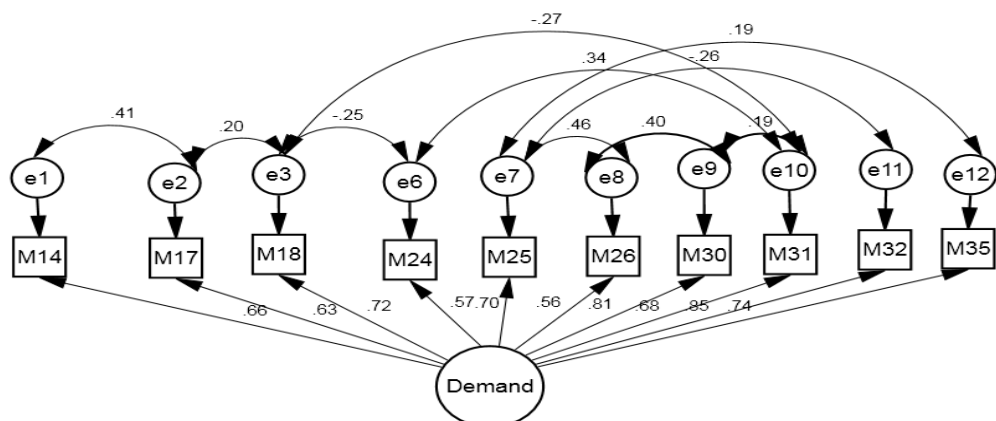 -.27
.19
.34
-.26
.41
.20
-.25
.46
.40
.19
e1
e2
e3
e6
e7
e8
e9
e10
e11
e12
M14
M17
M18
M24
M25
M26
M30
M31
M32
M35
.66
.63
.72
.57
.70
.56
.81
.68
.85
.74
Demand